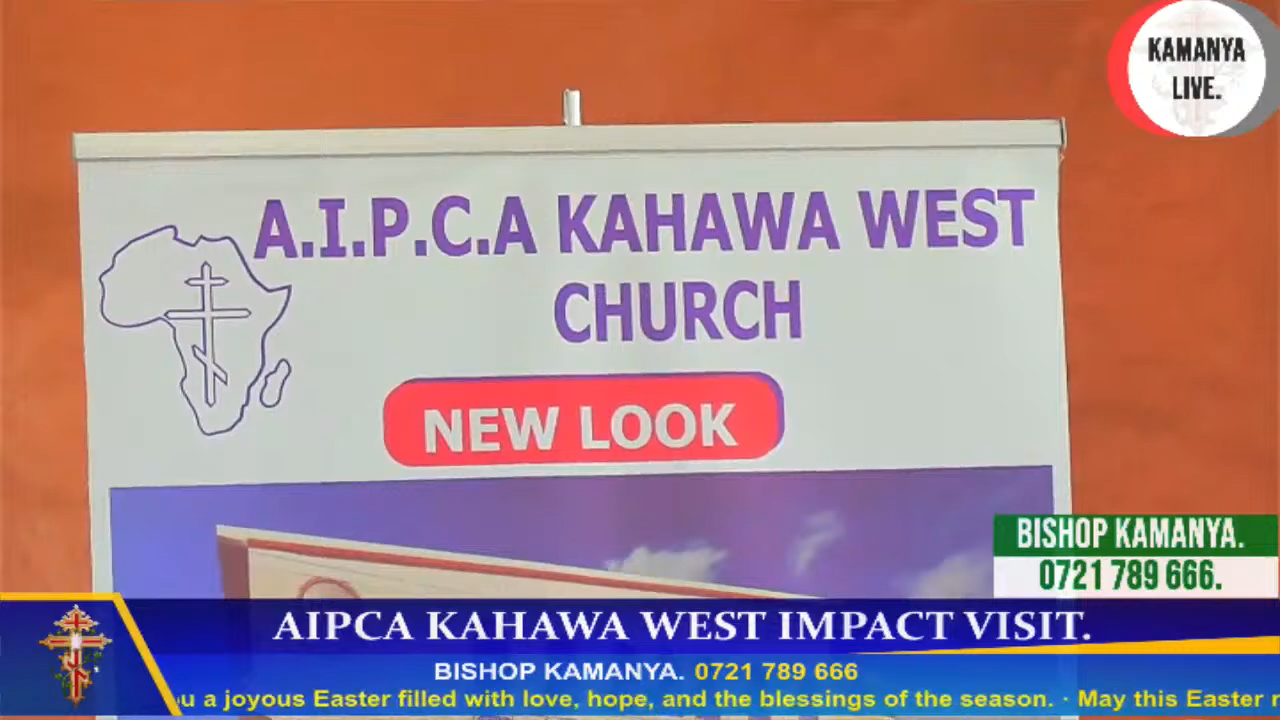 KAMANYA
LIVE.
A.I.P.C.A KAHAWA WEST
CHURCH
NEW LOOK
BISHOP KAMANYA.
0721 789 666.
AIPCA KAHAWA WEST IMPACT VISIT.
BISHOP KAMANYA. 0721 789 666
a joyous Easter filled with love, hope, and the blessings of the season. · May this Easter